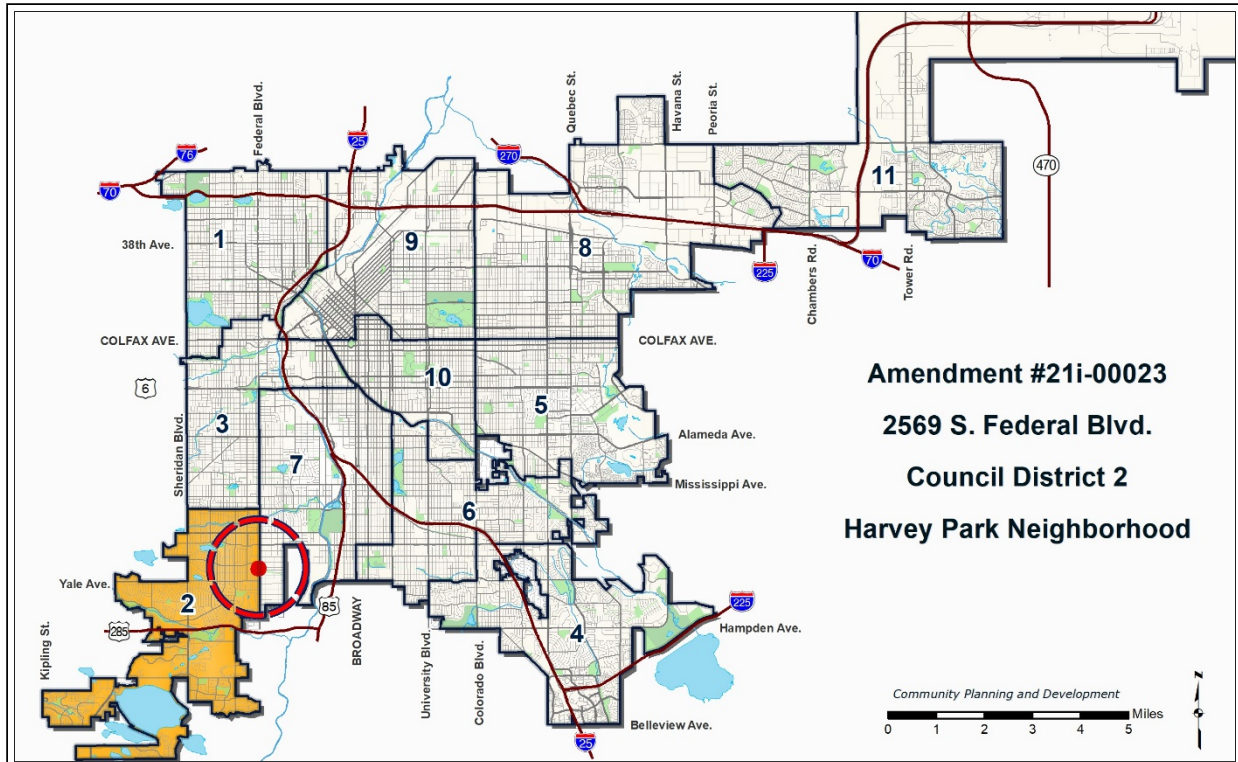 Federal Blvd.
Quebec St.
Havana St.
Peoria St.
76
25
270
70
470
11
1
9
8
38th Ave.
225
70
Chambers Rd.
Tower Rd.
COLFAX AVE.
COLFAX AVE.
6
10
5
3
Sheridan Blvd.
7
Alameda Ave.
Mississippi Ave.
6
Amendment #21i-00023
2569 S. Federal Blvd.
Council District 2
Harvey Park Neighborhood
Yale Ave.
2
85
BROADWAY
225
285
Hampden Ave.
4
Kipling St.
University Blvd.
Colorado Blvd.
Belleview Ave.
25
Community Planning and Development
Miles
0 1 2 3 4 5
N